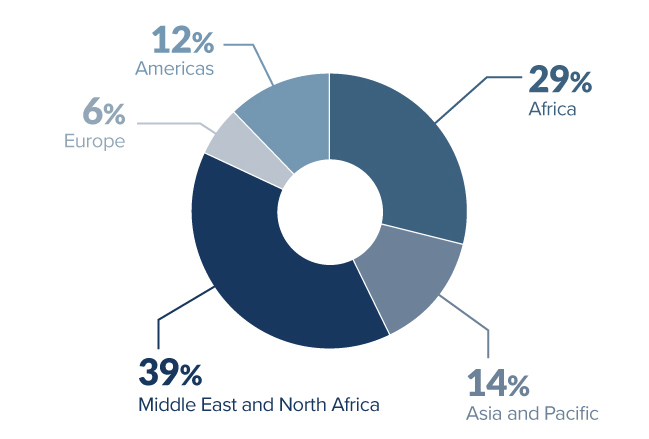 12%
Americas
29%
Africa
6%
Europe
39%
Middle East and North Africa
14%
Asia and Pacific